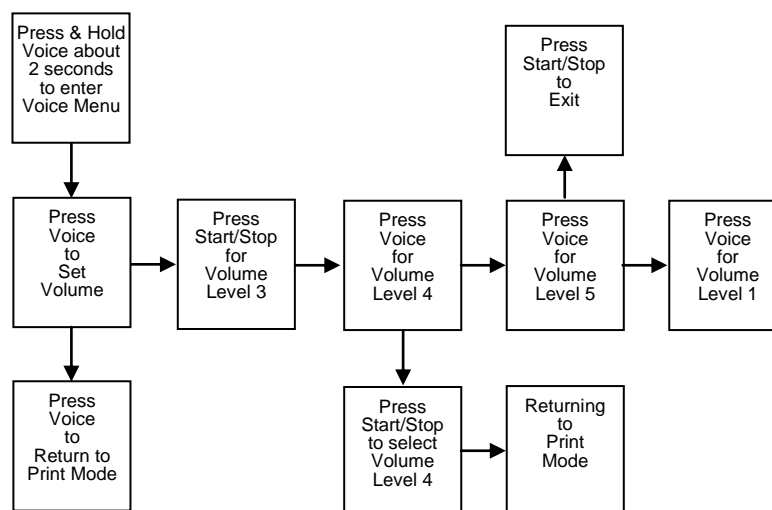 Press & Hold
Voice about
2 seconds
to enter
Voice Menu
Press
Start/Stop
to
Exit
Press
Voice
to
Set
Volume
Press
Start/Stop
for
Volume
Level 3
Press
Voice
for
Volume
Level 4
Press
Voice
for
Volume
Level 5
Press
Voice
for
Volume
Level 1
Press
Voice
to
Return to
Print Mode
Press
Start/Stop
to select
Volume
Level 4
Returning
to
Print
Mode